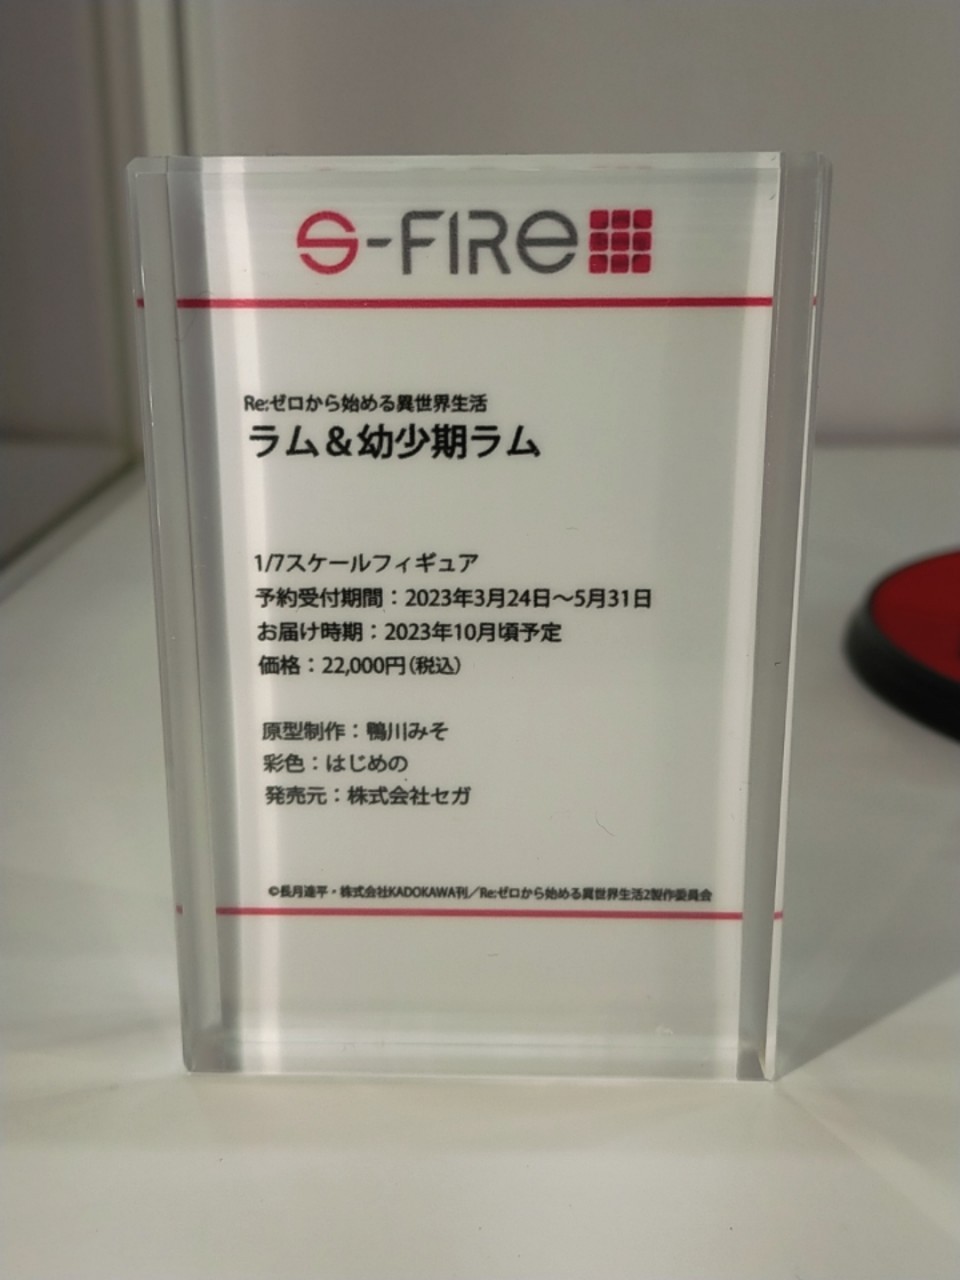 S-FIRE
Re:ゼロから始める異世界生活
ラム＆幼少期ラム
1/7スケールフィギュア
予約受付期間：2023年3月24日〜5月31日
お届け時期：2023年10月頃予定
価格：22,000円(税込)
原型制作：鴨川みそ
彩色：はじめの
発売元：株式会社セガ
©長月達平・株式会社KADOKAWA刊／Re:ゼロから始める異世界生活2製作委員会